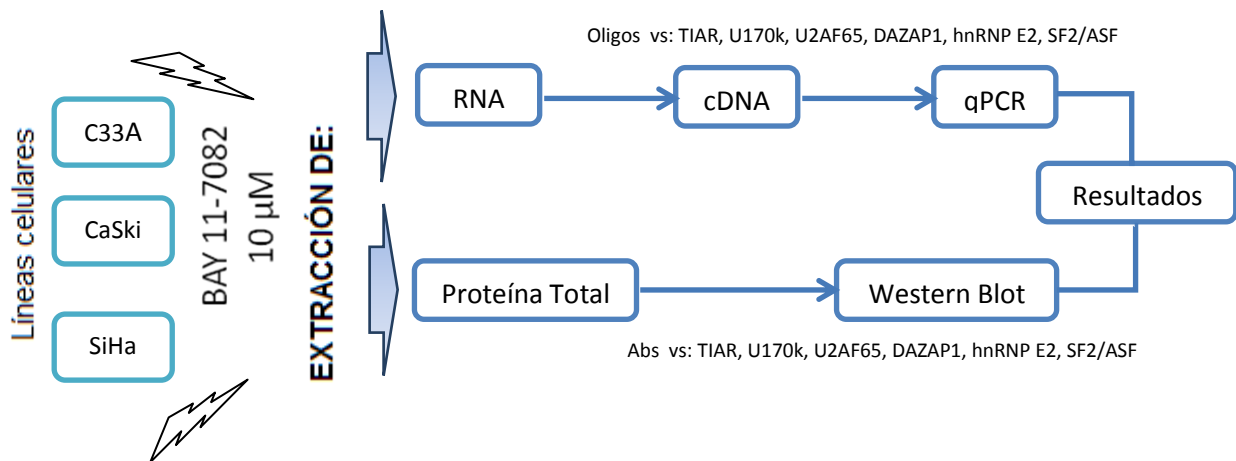 Líneas celulares
C33A
CaSki
SiHa
BAY 11-7082
10 µM
EXTRACCIÓN DE:
Oligos vs: TIAR, U170k, U2AF65, DAZAP1, hnRNP E2, SF2/ASF
RNA
cDNA
qPCR
Resultados
Proteína Total
Western Blot
Abs vs: TIAR, U170k, U2AF65, DAZAP1, hnRNP E2, SF2/ASF